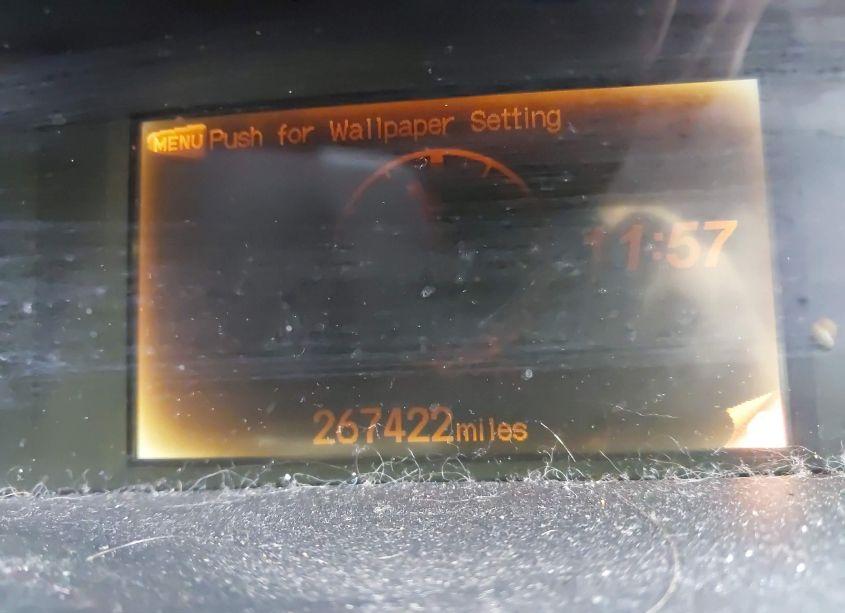 MENU Push for Wallpaper Setting
11:57
267422miles